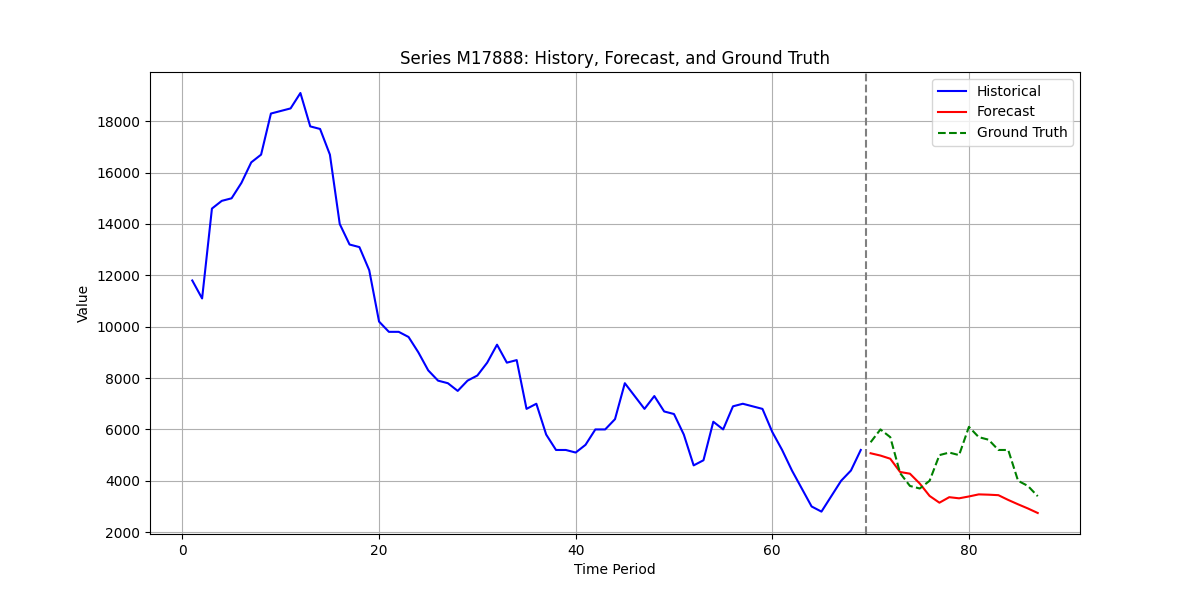 Series M17888: History, Forecast, and Ground Truth
Historical
Forecast
Ground Truth
Value
18000
16000
14000
12000
10000
8000
6000
4000
2000
0
20
40
60
80
Time Period